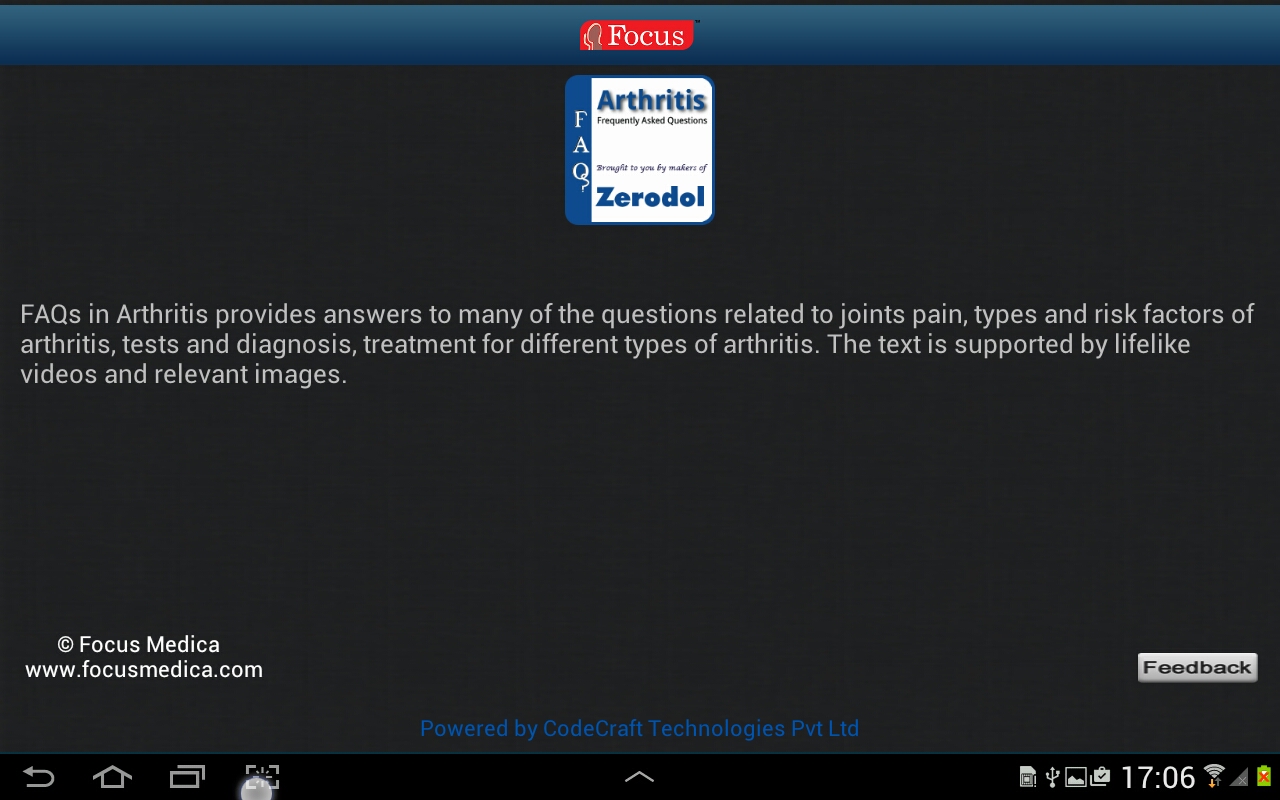 Focus™
Arthritis
Frequently Asked Questions
FAQ?
Brought to you by makers of
Zerodol
FAQs in Arthritis provides answers to many of the questions related to joints pain, types and risk factors of
arthritis, tests and diagnosis, treatment for different types of arthritis. The text is supported by lifelike
videos and relevant images.
© Focus Medica
www.focusmedica.com
Feedback
Powered by CodeCraft Technologies Pvt Ltd
17:06